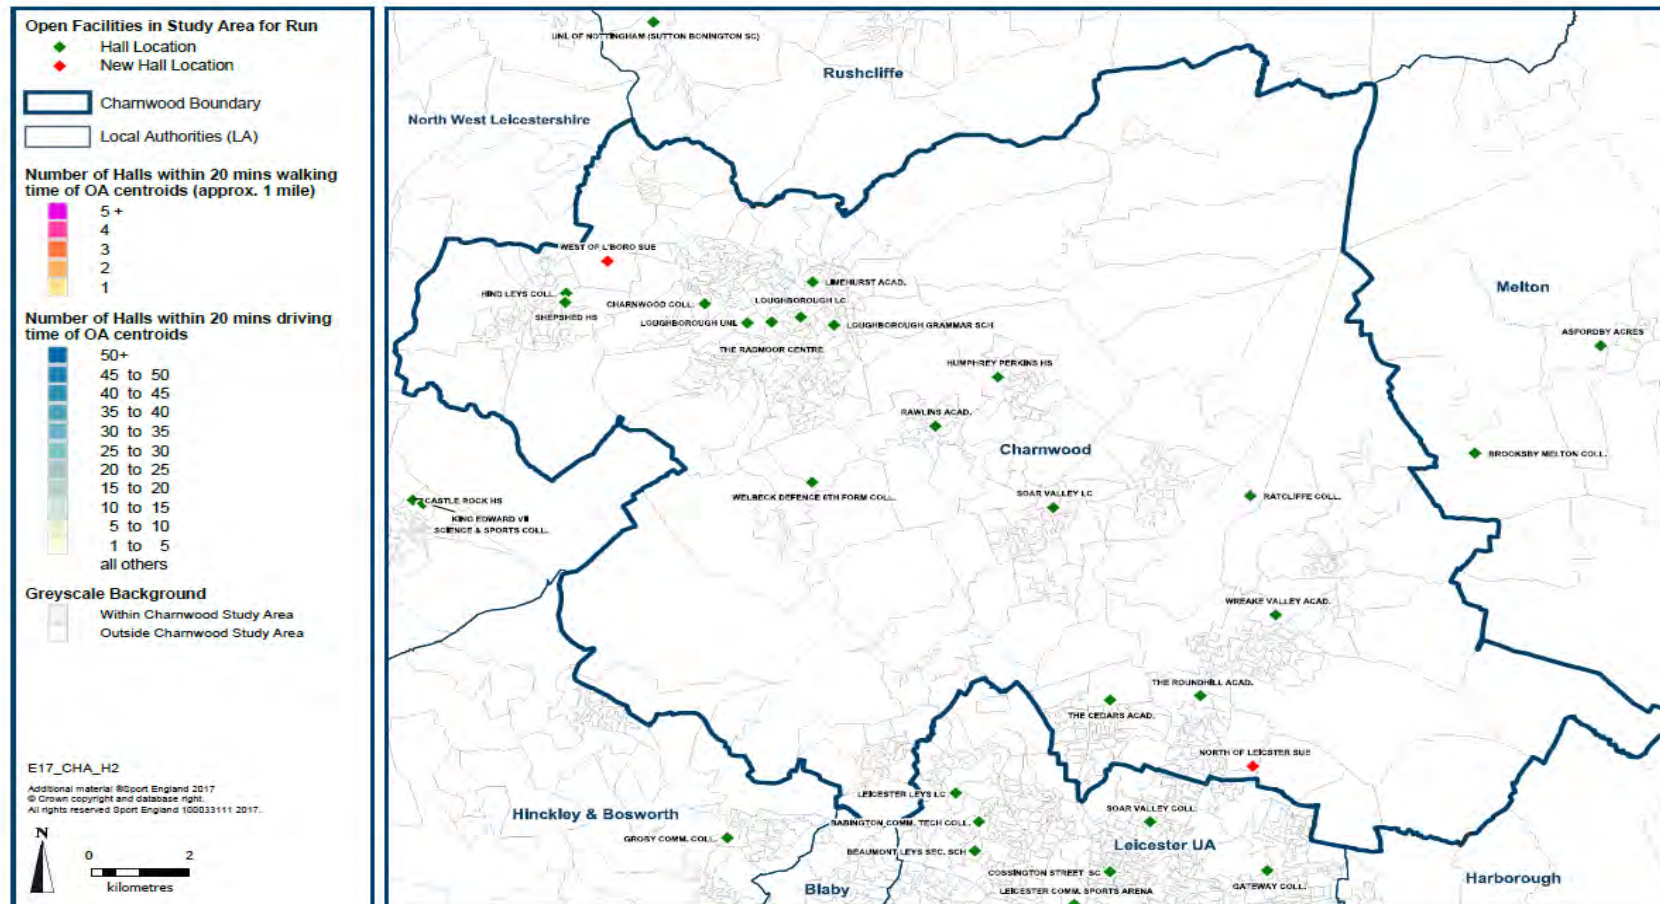 Open Facilities in Study Area for Run
Hall Location
New Hall Location
Charnwood Boundary
Local Authorities (LA)
Number of Halls within 20 mins walking
time of OA centroids (approx. 1 mile)
5 +
4
3
2
1
Number of Halls within 20 mins driving
time of OA centroids
50+
45 to 50
40 to 45
35 to 40
30 to 35
25 to 30
20 to 25
15 to 20
10 to 15
5 to 10
1 to 5
all others
Greyscale Background
Within Charnwood Study Area
Outside Charnwood Study Area
E17_CHA_H2
Additional material ©Sport England 2017
© Crown copyright and database right.
All rights reserved Sport England 100033111 2017.
N
0 2
kilometres
UNI. OF NOTTINGHAM (SUTTON BONINGTON SC)
Rushcliffe
North West Leicestershire
WEST OF L'BORO SUE
HIND LEYS COLL.
SHEPSHED HS
CHARNWOOD COLL.
LIMEHURST ACAD.
LOUGHBOROUGH LC
LOUGHBOROUGH UNI.
LOUGHBOROUGH GRAMMAR SCH
THE RADMOOR CENTRE
Melton
ASFORDBY ACRES
HUMPHREY PERKINS HS
RAWLINS ACAD.
Charnwood
BROOKSBY MELTON COLL.
WELBECK DEFENCE 6TH FORM COLL.
SOAR VALLEY LC
RATCLIFFE COLL.
CASTLE ROCK HS
KING EDWARD VII
SCIENCE & SPORTS COLL.
WREAKE VALLEY ACAD.
THE ROUNDHILL ACAD.
THE CEDARS ACAD.
NORTH OF LEICSTER SUE
LEICESTER LEYS LC
Hinckley & Bosworth
BABINGTON COMM. TECH COLL.
SOAR VALLEY COLL.
GROBY COMM. COLL.
BEAUMONT LEYS SEC. SCH
Leicester UA
COSSINGTON STREET SC
GATEWAY COLL.
Harborough
Blaby
LEICESTER COMM. SPORTS ARENA